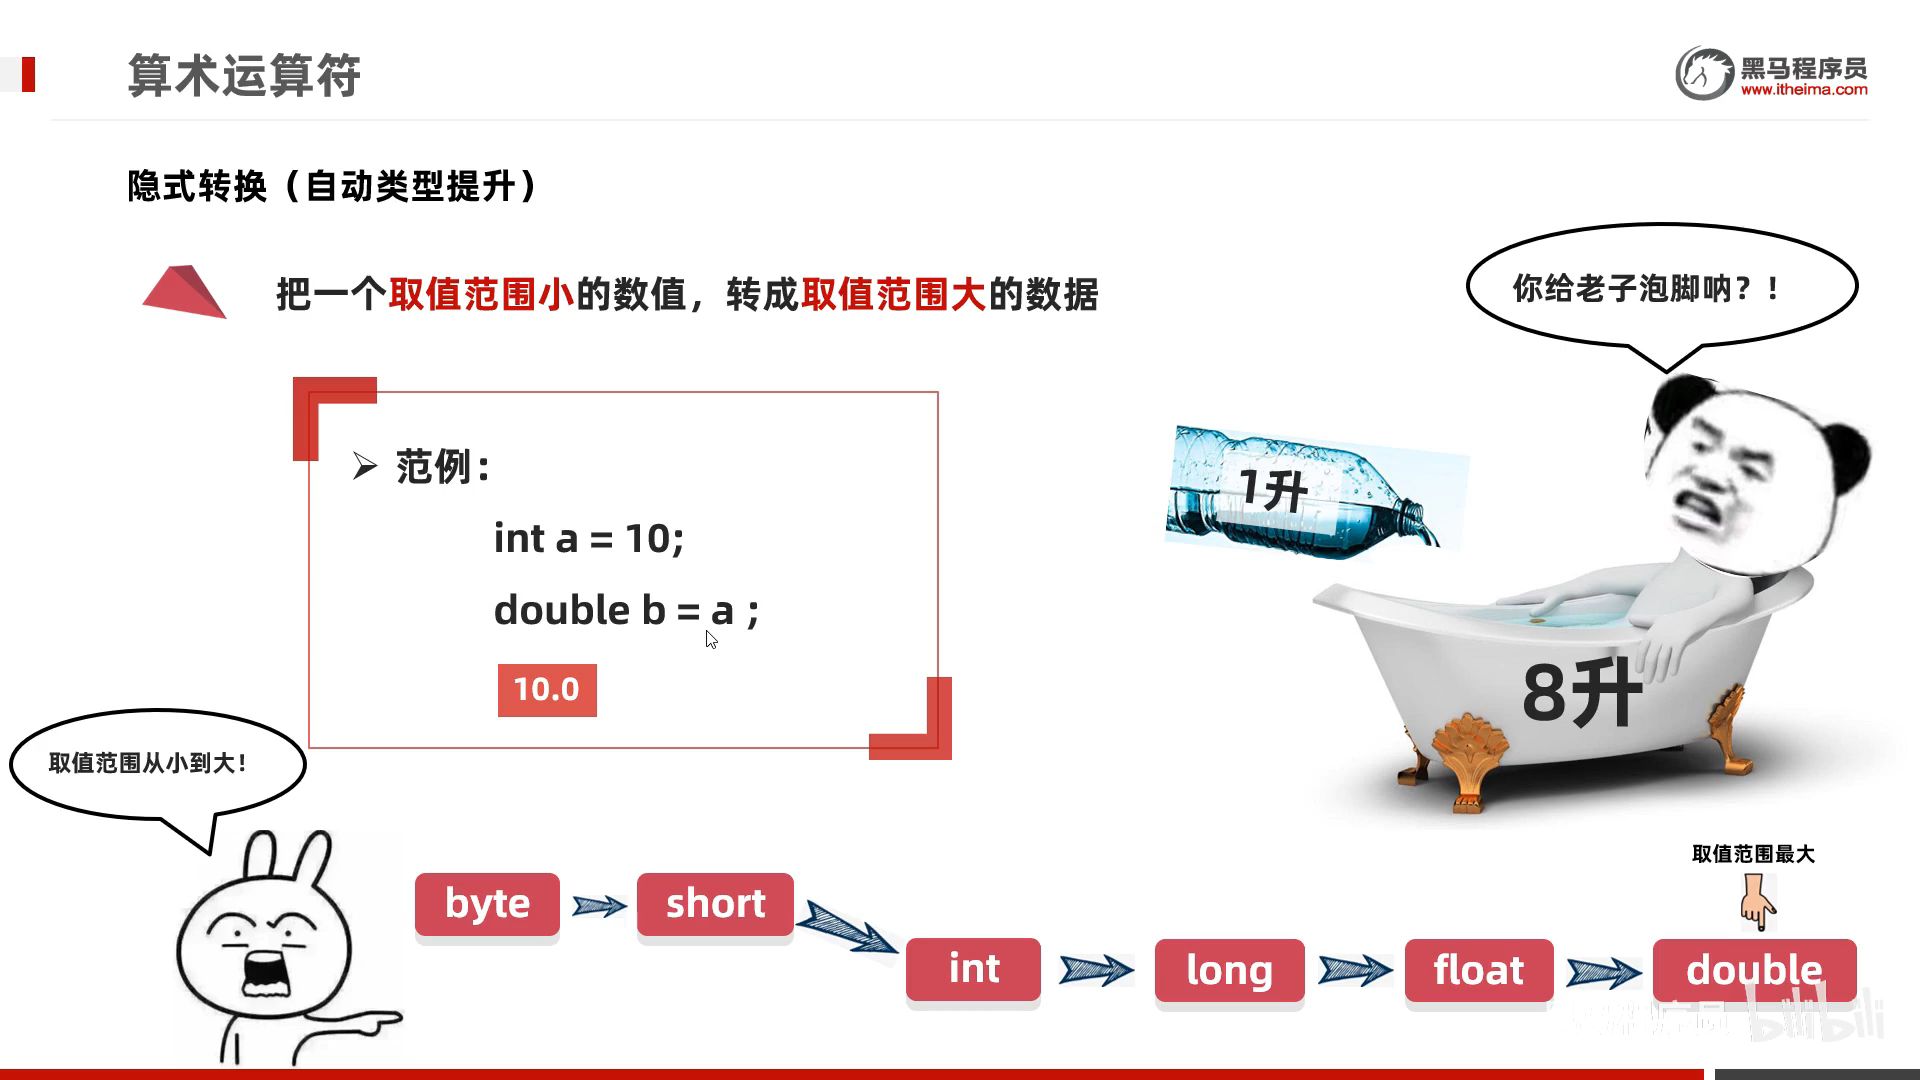 算术运算符
黑马程序员
www.itheima.com
隐式转换（自动类型提升）
把一个取值范围小的数值，转成取值范围大的数据
你给老子泡脚呐？！
范例：
int a = 10;
double b = a ;
10.0
1升
8升
取值范围从小到大！
取值范围最大
byte
short
int
long
float
double
bilibili